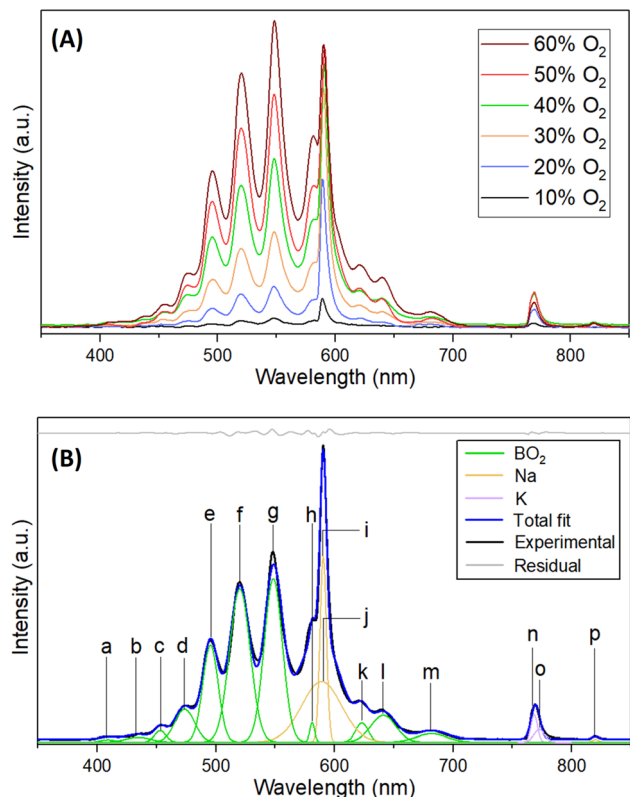 (A)
60% O₂
50% O₂
40% O₂
30% O₂
20% O₂
10% O₂
Intensity (a.u.)
400 500 600 700 800
Wavelength (nm)
(B)
BO₂
Na
K
Total fit
Experimental
Residual
a b c d e f g h i j k l m n o p
Intensity (a.u.)
400 500 600 700 800
Wavelength (nm)